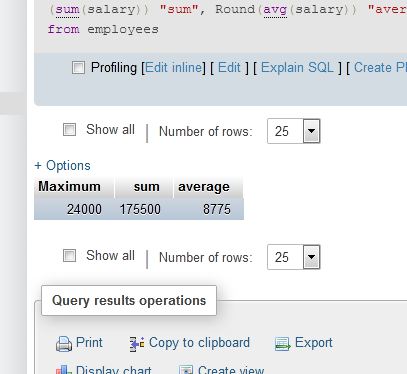 (sum(salary)) "sum", Round(avg(salary)) "aver
from employees
Profiling [Edit inline] [ Edit ] [ Explain SQL ] [ Create P
Show all | Number of rows: 25
+ Options
Maximum sum average
24000 175500 8775
Show all | Number of rows: 25
Query results operations
Print Copy to clipboard Export
Display chart Create view